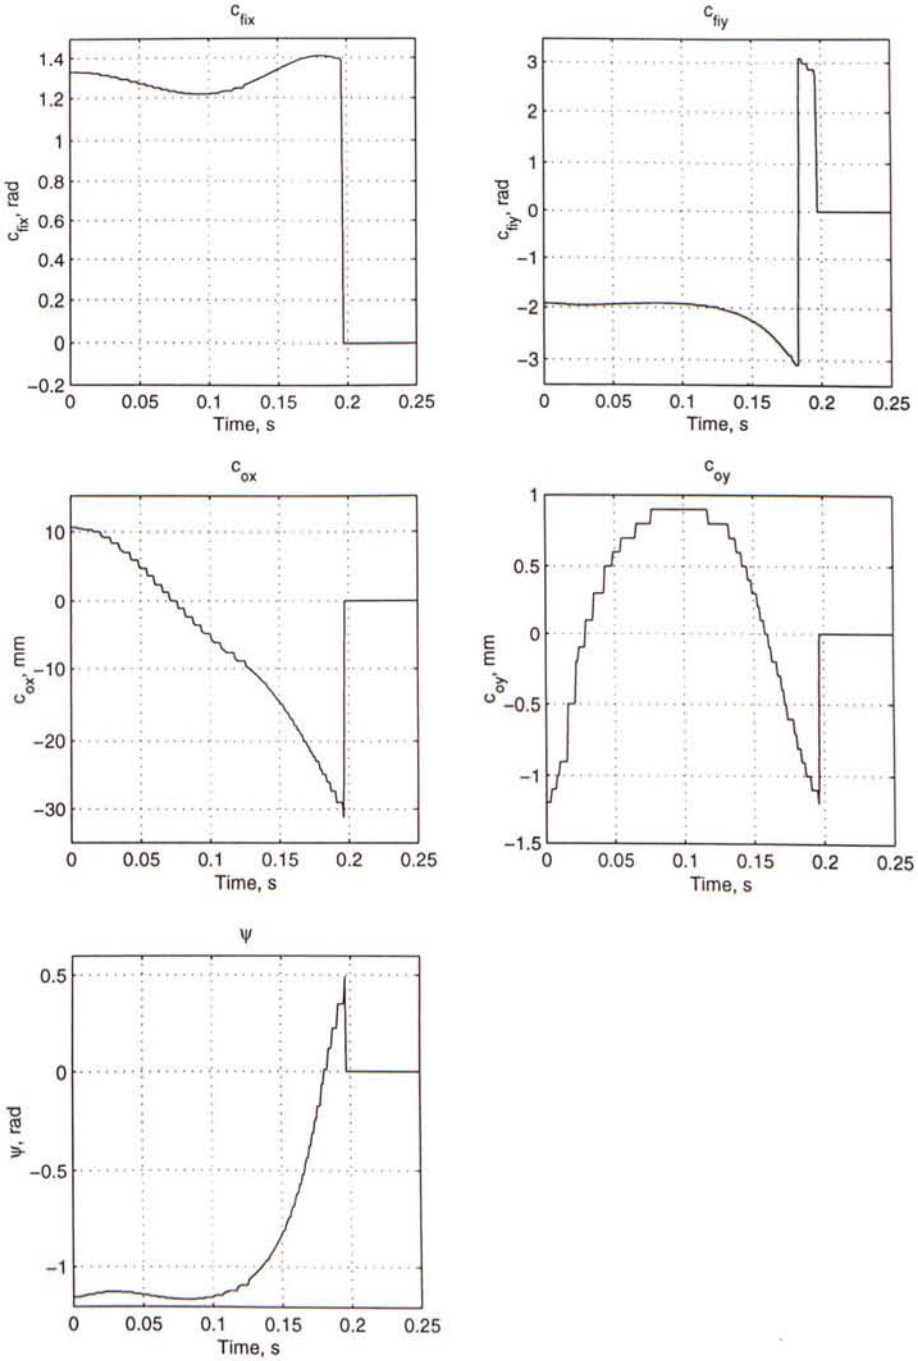 c_fix
1.4
1.2
1
0.8
0.6
0.4
0.2
0
−0.2
c_fix, rad
0 0.05 0.1 0.15 0.2 0.25
Time, s
c_fiy
3
2
1
0
−1
−2
−3
c_fiy, rad
0 0.05 0.1 0.15 0.2 0.25
Time, s
c_ox
10
0
−10
−20
−30
c_ox, mm
0 0.05 0.1 0.15 0.2 0.25
Time, s
c_oy
1
0.5
0
−0.5
−1
−1.5
c_oy, mm
0 0.05 0.1 0.15 0.2 0.25
Time, s
ψ
0.5
0
−0.5
−1
ψ, rad
0 0.05 0.1 0.15 0.2 0.25
Time, s